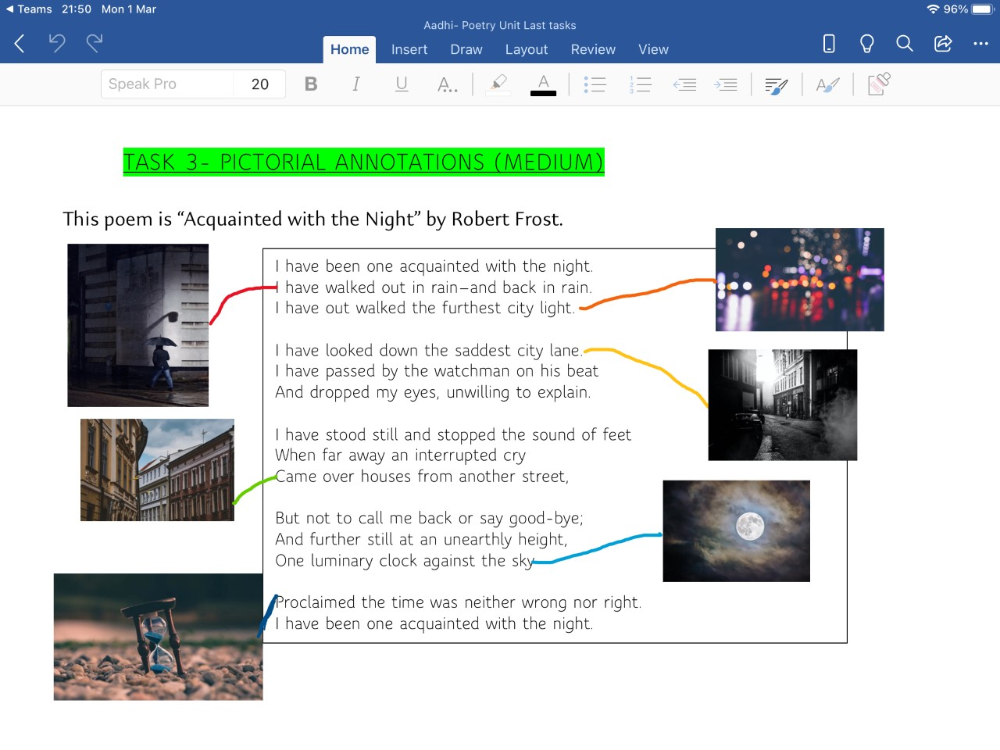 Teams 21:50 Mon 1 Mar 96%
Aadhi- Poetry Unit Last tasks
Home Insert Draw Layout Review View
Speak Pro 20 B I U A... A 1 2 3 A
TASK 3- PICTORIAL ANNOTATIONS (MEDIUM)
This poem is “Acquainted with the Night” by Robert Frost.
I have been one acquainted with the night.
I have walked out in rain—and back in rain.
I have out walked the furthest city light.
I have looked down the saddest city lane.
I have passed by the watchman on his beat
And dropped my eyes, unwilling to explain.
I have stood still and stopped the sound of feet
When far away an interrupted cry
Came over houses from another street,
But not to call me back or say good-bye;
And further still at an unearthly height,
One luminary clock against the sky
Proclaimed the time was neither wrong nor right.
I have been one acquainted with the night.